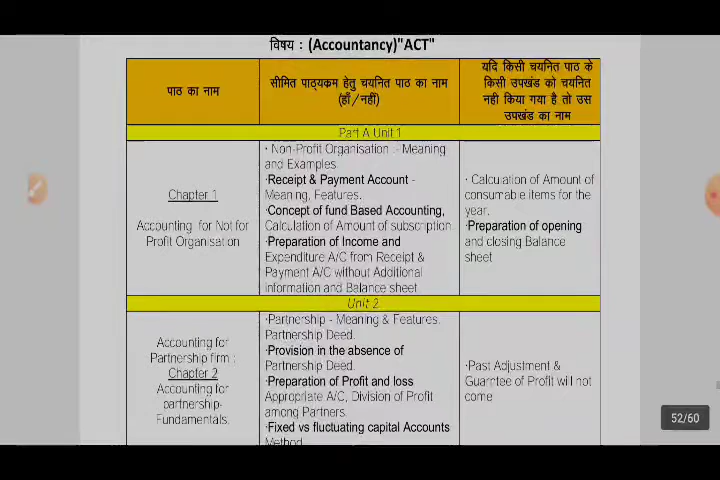 विषय : (Accountancy)"ACT"
पाठ का नाम
सीमित पाठ्यक्रम हेतु चयनित पाठ का नाम
(हाँ/नहीं)
यदि किसी चयनित पाठ के
किसी उपखंड को चयनित
नही किया गया है तो उस
उपखंड का नाम
Part A Unit 1
Chapter 1
Accounting for Not for
Profit Organisation
· Non-Profit Organisation :- Meaning
and Examples.
·Receipt & Payment Account -
Meaning, Features.
·Concept of fund Based Accounting,
Calculation of Amount of subscription
·Preparation of Income and
Expenditure A/C from Receipt &
Payment A/C without Additional
information and Balance sheet
· Calculation of Amount of
consumable items for the
year.
·Preparation of opening
and closing Balance
sheet
Unit 2
Accounting for
Partnership firm :
Chapter 2
Accounting for
partnership-
Fundamentals.
·Partnership - Meaning & Features.
Partnership Deed.
·Provision in the absence of
Partnership Deed.
·Preparation of Profit and loss
Appropriate A/C, Division of Profit
among Partners.
·Fixed vs fluctuating capital Accounts
Method
·Past Adjustment &
Guarntee of Profit will not
come
52/60